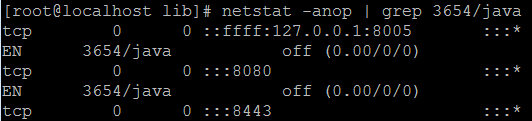 [root@localhost lib]# netstat -anop | grep 3654/java
tcp        0      0 ::ffff:127.0.0.1:8005       :::*
EN      3654/java           off (0.00/0/0)
tcp        0      0 :::8080                     :::*
EN      3654/java           off (0.00/0/0)
tcp        0      0 :::8443                     :::*